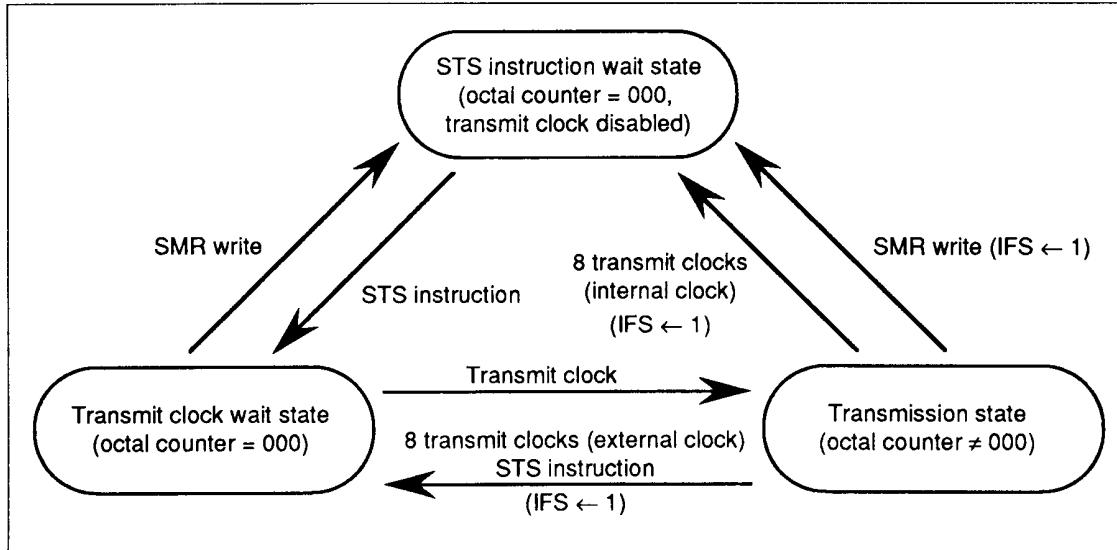 STS instruction wait state
(octal counter = 000,
transmit clock disabled)
SMR write
STS instruction
8 transmit clocks
(internal clock)
(IFS ← 1)
SMR write (IFS ← 1)
Transmit clock wait state
(octal counter = 000)
Transmit clock
8 transmit clocks (external clock)
STS instruction
(IFS ← 1)
Transmission state
(octal counter ≠ 000)